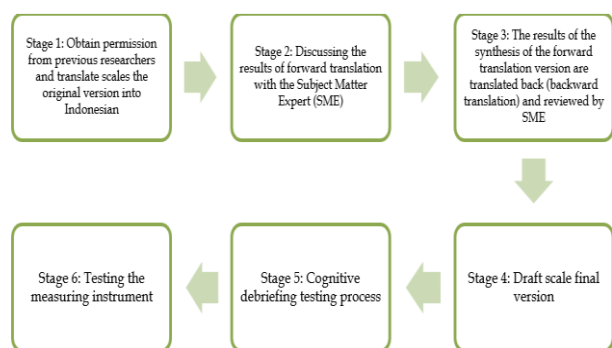 Stage 1: Obtain permission
from previous researchers
and translate scales the
original version into
Indonesian
Stage 2: Discussing the
results of forward translation
with the Subject Matter
Expert (SME)
Stage 3: The results of the
synthesis of the forward
translation version are
translated back (backward
translation) and reviewed by
SME
Stage 4: Draft scale final
version
Stage 5: Cognitive
debriefing testing process
Stage 6: Testing the
measuring instrument